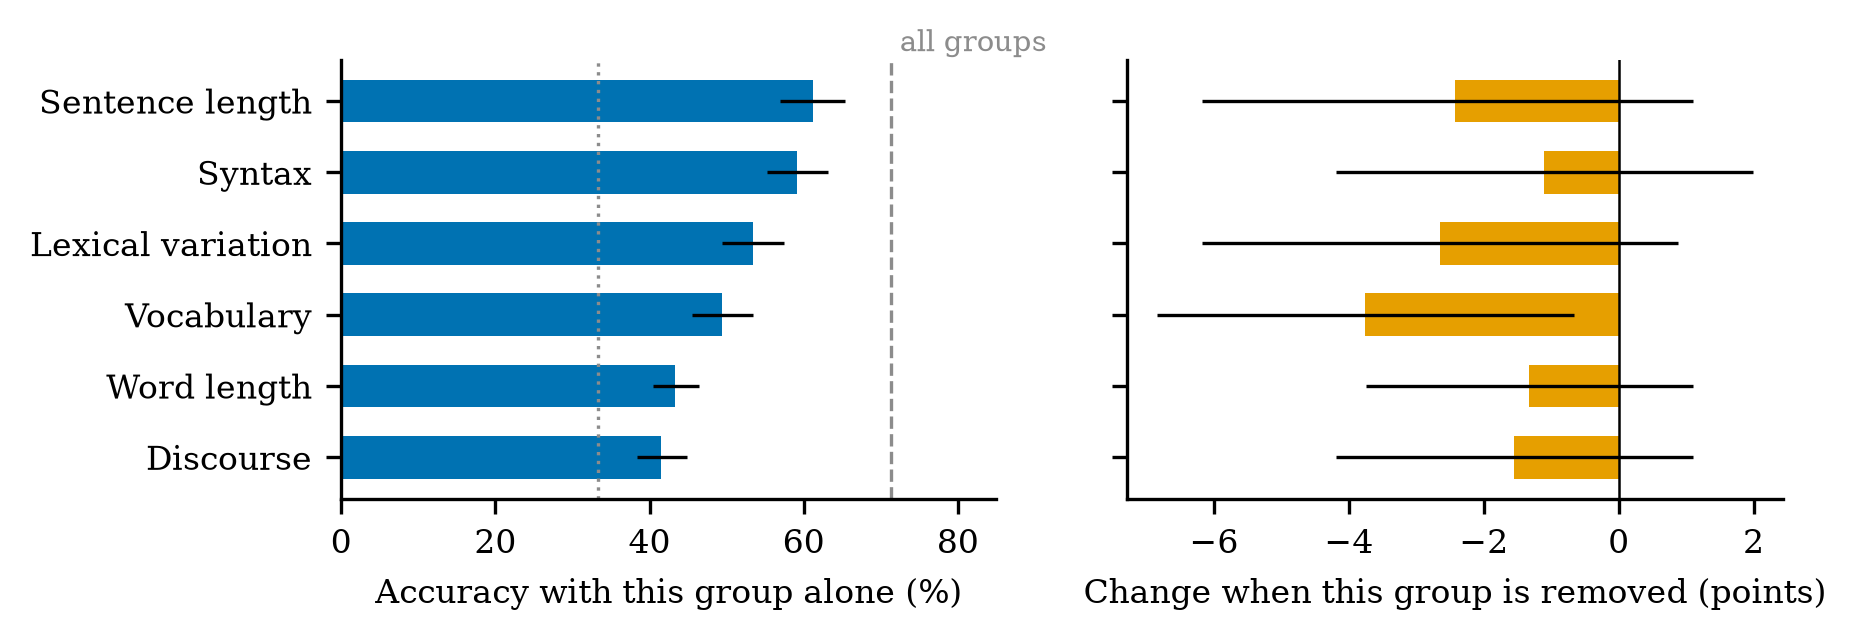 all groups
Sentence length
Syntax
Lexical variation
Vocabulary
Word length
Discourse
0 20 40 60 80
Accuracy with this group alone (%)
−6 −4 −2 0 2
Change when this group is removed (points)